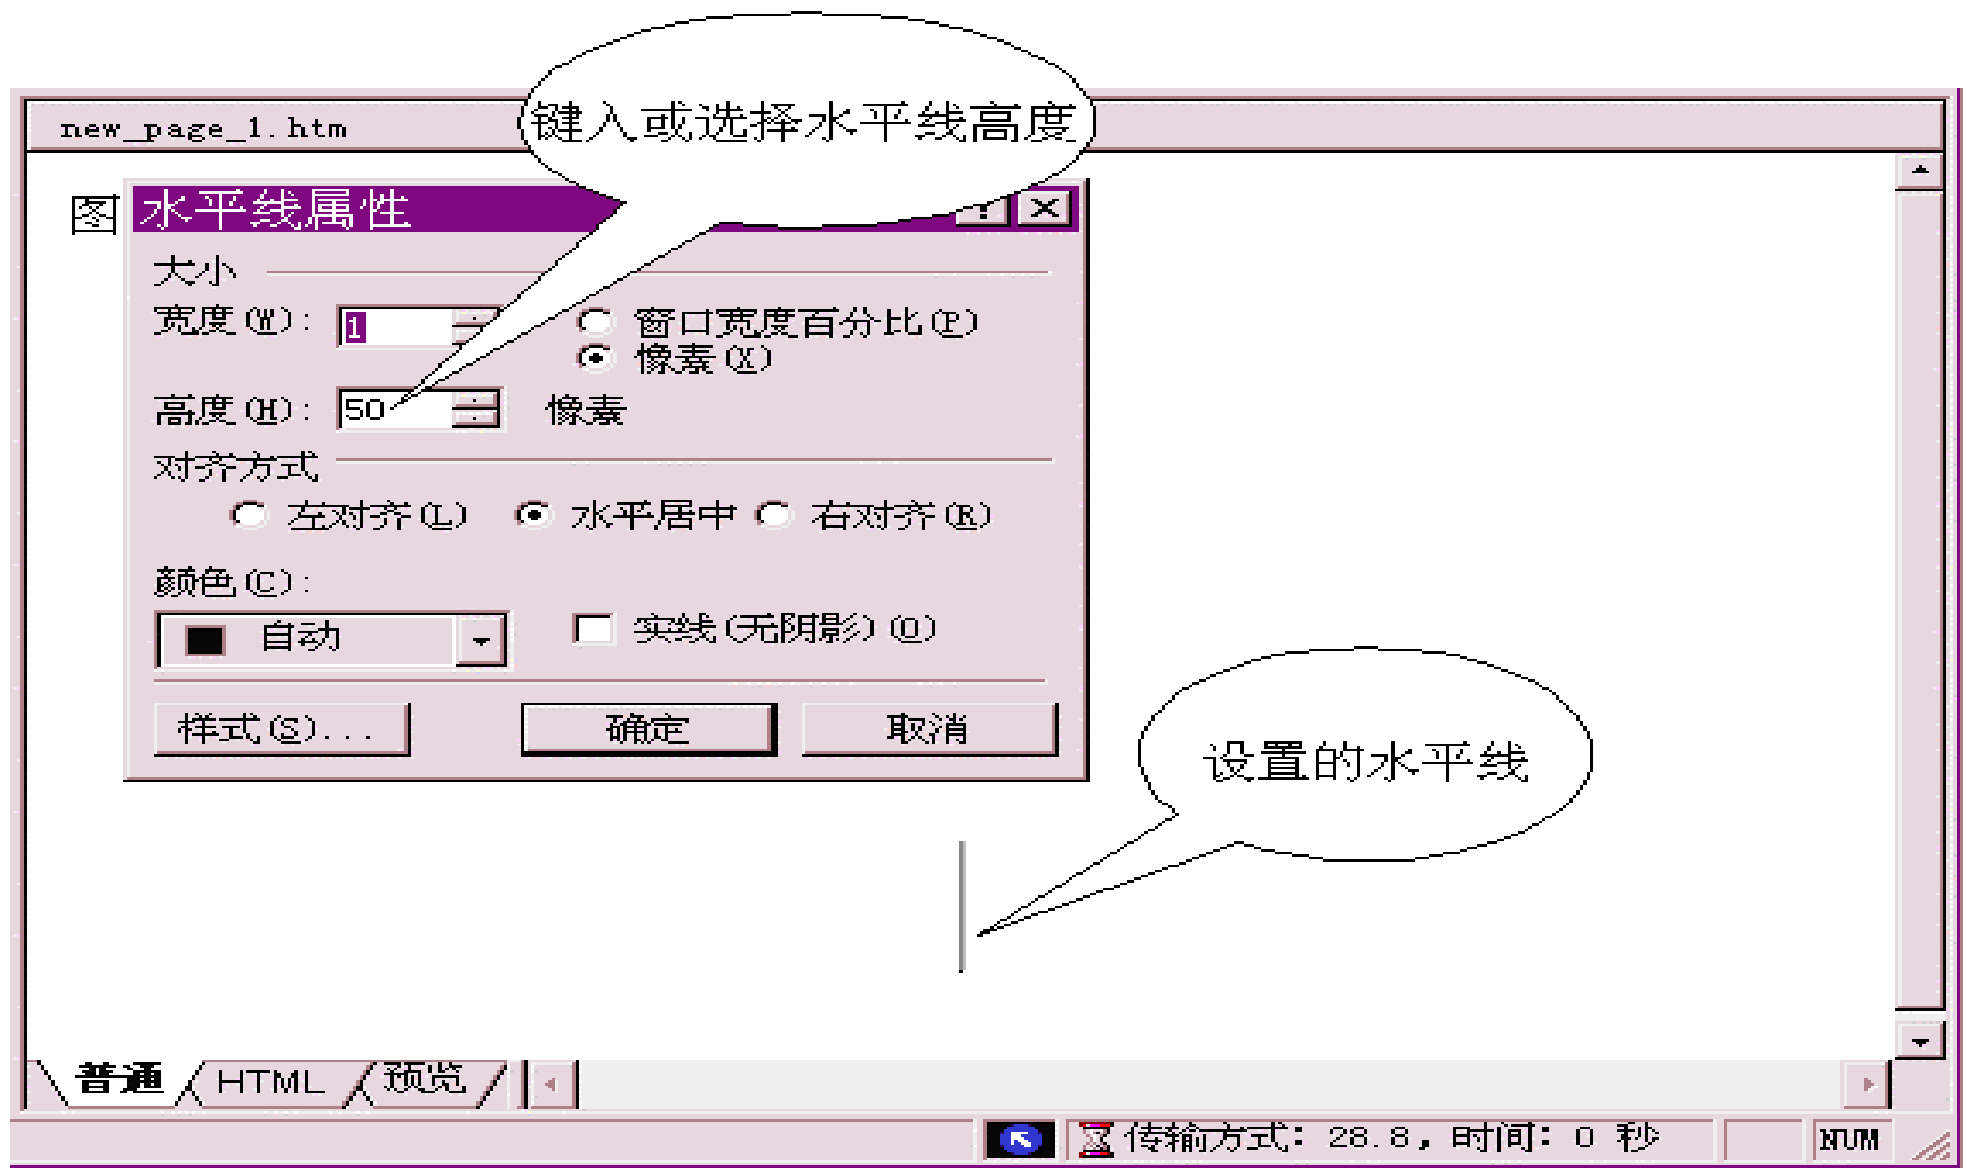 键入或选择水平线高度
new_page_1.htm
图
水平线属性
大小
宽度(W): 1 窗口宽度百分比(P)
像素(X)
高度(H): 50 像素
对齐方式
左对齐(L) 水平居中 右对齐(R)
颜色(C):
自动 实线(无阴影)(O)
样式(S)... 确定 取消
设置的水平线
普通 HTML 预览
传输方式: 28.8, 时间: 0 秒 NUM